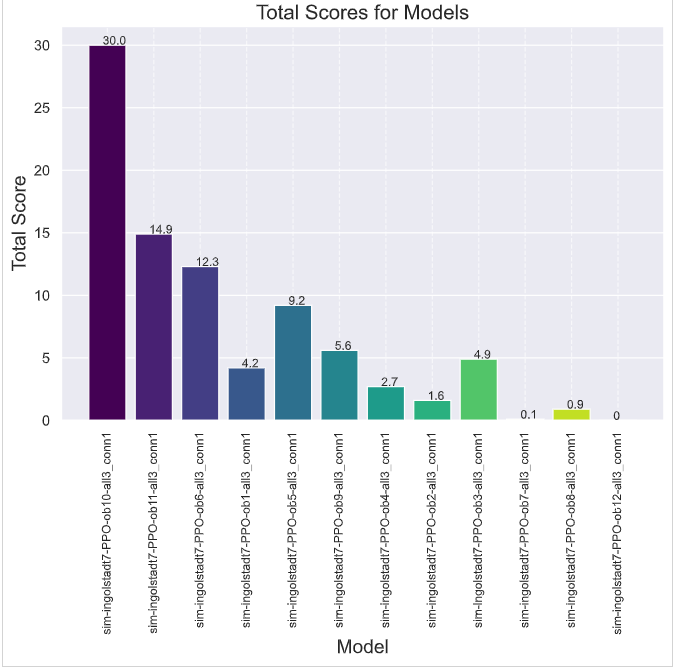 Total Scores for Models
Total Score
30
25
20
15
10
5
0
30.0
14.9
12.3
4.2
9.2
5.6
2.7
1.6
4.9
0.1
0.9
0
sim-ingolstadt7-PPO-ob10-all3_conn1
sim-ingolstadt7-PPO-ob11-all3_conn1
sim-ingolstadt7-PPO-ob6-all3_conn1
sim-ingolstadt7-PPO-ob1-all3_conn1
sim-ingolstadt7-PPO-ob5-all3_conn1
sim-ingolstadt7-PPO-ob9-all3_conn1
sim-ingolstadt7-PPO-ob4-all3_conn1
sim-ingolstadt7-PPO-ob2-all3_conn1
sim-ingolstadt7-PPO-ob3-all3_conn1
sim-ingolstadt7-PPO-ob7-all3_conn1
sim-ingolstadt7-PPO-ob8-all3_conn1
sim-ingolstadt7-PPO-ob12-all3_conn1
Model